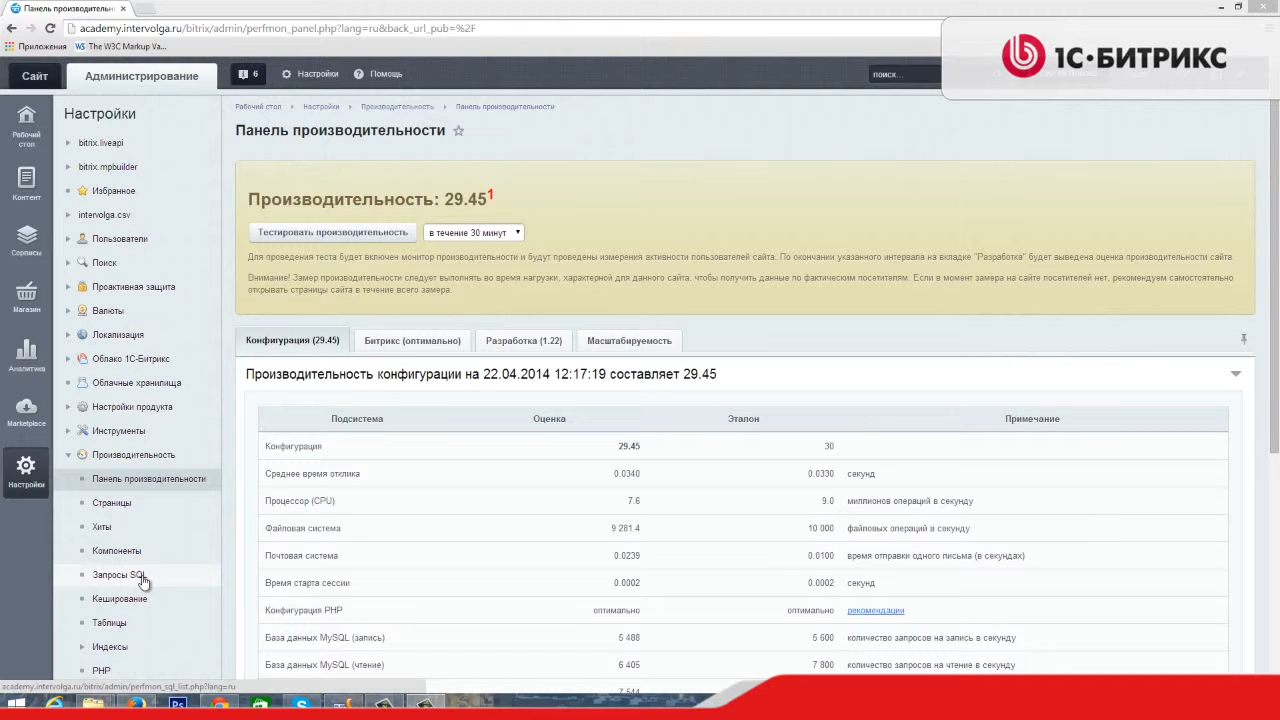 Панель производительн
academy.intervolga.ru/bitrix/admin/perfmon_panel.php?lang=ru&back_url_pub=%2F
Приложения
The W3C Markup Va...
1С·БИТРИКС
Сайт
Администрирование
6
Настройки
Помощь
поиск...
Рабочий стол
Контент
Сервисы
Магазин
Аналитика
Marketplace
Настройки
Настройки
bitrix.liveapi
bitrix.mpbuilder
Избранное
intervolga.csv
Пользователи
Поиск
Проактивная защита
Валюты
Локализация
Облако 1С-Битрикс
Облачные хранилища
Настройки продукта
Инструменты
Производительность
Панель производительности
Страницы
Хиты
Компоненты
Запросы SQL
Кеширование
Таблицы
Индексы
PHP
Рабочий стол Настройки Производительность Панель производительности
Панель производительности
Производительность: 29.45¹
Тестировать производительность
в течение 30 минут
Для проведения теста будет включен монитор производительности и будут проведены измерения активности пользователей сайта. По окончании указанного интервала на вкладке "Разработка" будет выведена оценка производительности сайта.
Внимание! Замер производительности следует выполнять во время нагрузки, характерной для данного сайта, чтобы получить данные по фактическим посетителям. Если в момент замера на сайте посетителей нет, рекомендуем самостоятельно
открывать страницы сайта в течение всего замера.
Конфигурация (29.45)
Битрикс (оптимально)
Разработка (1.22)
Масштабируемость
Производительность конфигурации на 22.04.2014 12:17:19 составляет 29.45
Подсистема Оценка Эталон Примечание
Конфигурация 29.45 30
Среднее время отклика 0.0340 0.0330 секунд
Процессор (CPU) 7.6 9.0 миллионов операций в секунду
Файловая система 9 281.4 10 000 файловых операций в секунду
Почтовая система 0.0239 0.0100 время отправки одного письма (в секундах)
Время старта сессии 0.0002 0.0002 секунд
Конфигурация PHP оптимально оптимально рекомендации
База данных MySQL (запись) 5 488 5 600 количество запросов на запись в секунду
База данных MySQL (чтение) 6 405 7 800 количество запросов на чтение в секунду
7 544
academy.intervolga.ru/bitrix/admin/perfmon_sql_list.php?lang=ru